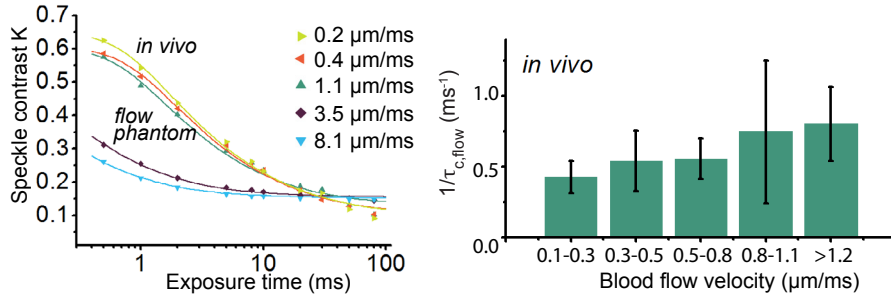 Speckle contrast K
0.7
0.6
0.5
0.4
0.3
0.2
0.1
in vivo
flow
phantom
0.2 µm/ms
0.4 µm/ms
1.1 µm/ms
3.5 µm/ms
8.1 µm/ms
1 10 100
Exposure time (ms)
1/τc,flow (ms-1)
1.0
0.5
0.0
in vivo
0.1-0.3 0.3-0.5 0.5-0.8 0.8-1.1 >1.2
Blood flow velocity (µm/ms)